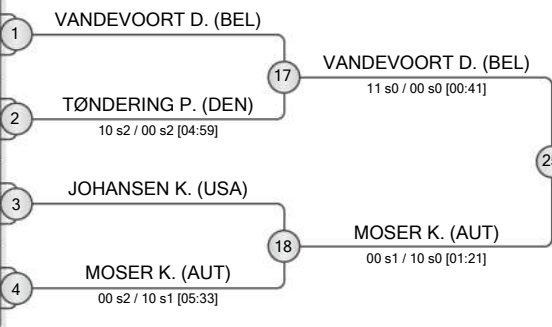 VANDEVOORT D. (BEL)
1
17
VANDEVOORT D. (BEL)
11 s0 / 00 s0 [00:41]
TØNDERING P. (DEN)
2
10 s2 / 00 s2 [04:59]
JOHANSEN K. (USA)
3
18
MOSER K. (AUT)
00 s1 / 10 s0 [01:21]
MOSER K. (AUT)
4
00 s2 / 10 s1 [05:33]